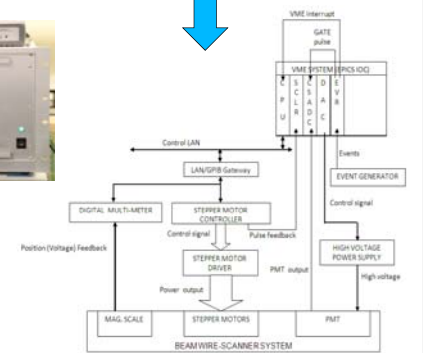 VME Interrupt
GATE
pulse
VME SYSTEM (EPICS IOC)
C P U
S C L R
C S A D C
D A C
E V R
Control LAN
LAN/GPIB Gateway
Events
EVENT GENERATOR
Control signal
DIGITAL MULTI-METER
STEPPER MOTOR
CONTROLLER
Control signal
Pulse feedback
Position (Voltage) Feedback
STEPPER MOTOR
DRIVER
PMT output
HIGH VOLTAGE
POWER SUPPLY
Power output
High voltage
MAG. SCALE
STEPPER MOTORS
PMT
BEAM WIRE-SCANNER SYSTEM